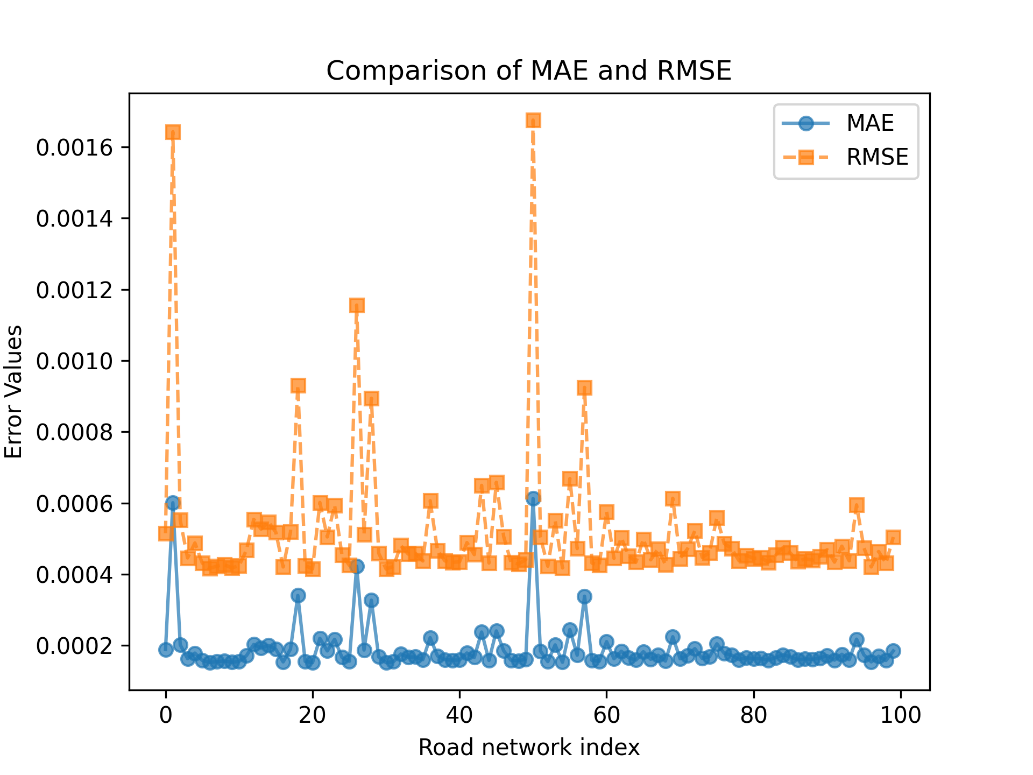 Comparison of MAE and RMSE
MAE
RMSE
0.0016
0.0014
0.0012
0.0010
0.0008
0.0006
0.0004
0.0002
Error Values
0 20 40 60 80 100
Road network index